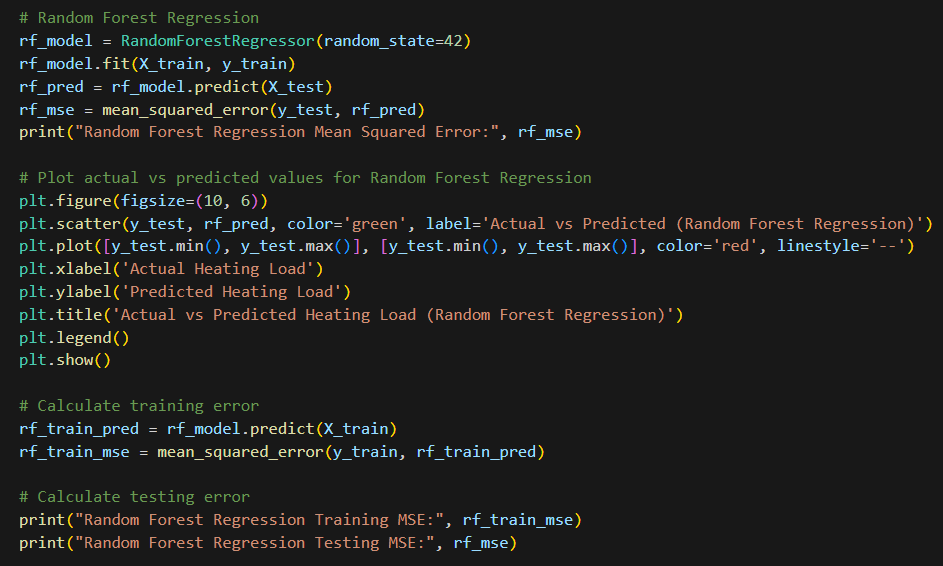 # Random Forest Regression
rf_model = RandomForestRegressor(random_state=42)
rf_model.fit(X_train, y_train)
rf_pred = rf_model.predict(X_test)
rf_mse = mean_squared_error(y_test, rf_pred)
print("Random Forest Regression Mean Squared Error:", rf_mse)
# Plot actual vs predicted values for Random Forest Regression
plt.figure(figsize=(10, 6))
plt.scatter(y_test, rf_pred, color='green', label='Actual vs Predicted (Random Forest Regression)')
plt.plot([y_test.min(), y_test.max()], [y_test.min(), y_test.max()], color='red', linestyle='--')
plt.xlabel('Actual Heating Load')
plt.ylabel('Predicted Heating Load')
plt.title('Actual vs Predicted Heating Load (Random Forest Regression)')
plt.legend()
plt.show()
# Calculate training error
rf_train_pred = rf_model.predict(X_train)
rf_train_mse = mean_squared_error(y_train, rf_train_pred)
# Calculate testing error
print("Random Forest Regression Training MSE:", rf_train_mse)
print("Random Forest Regression Testing MSE:", rf_mse)